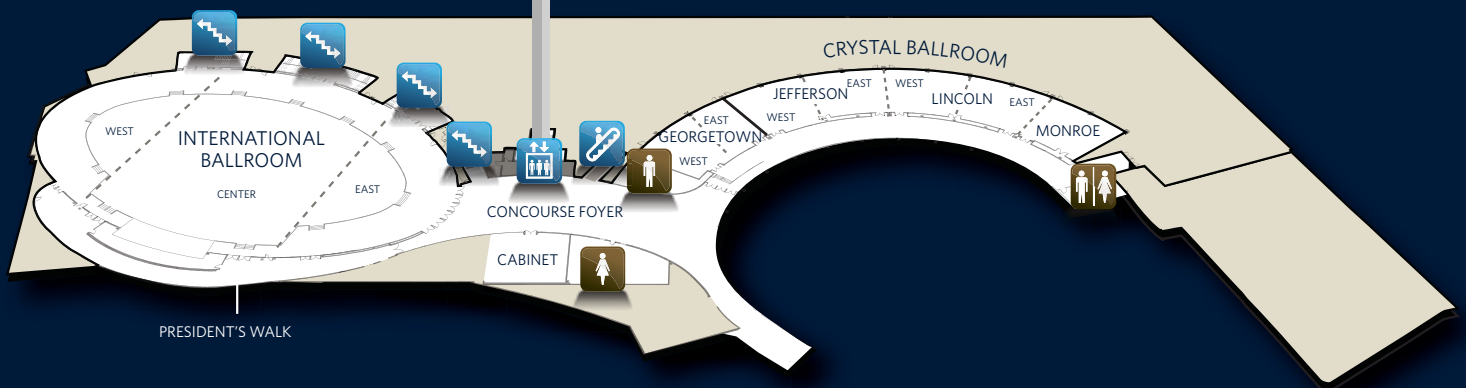 CRYSTAL BALLROOM
WEST
INTERNATIONAL
BALLROOM
CENTER
EAST
CONCOURSE FOYER
CABINET
PRESIDENT'S WALK
EAST
GEORGETOWN
WEST
JEFFERSON
EAST
WEST
WEST
LINCOLN
EAST
MONROE